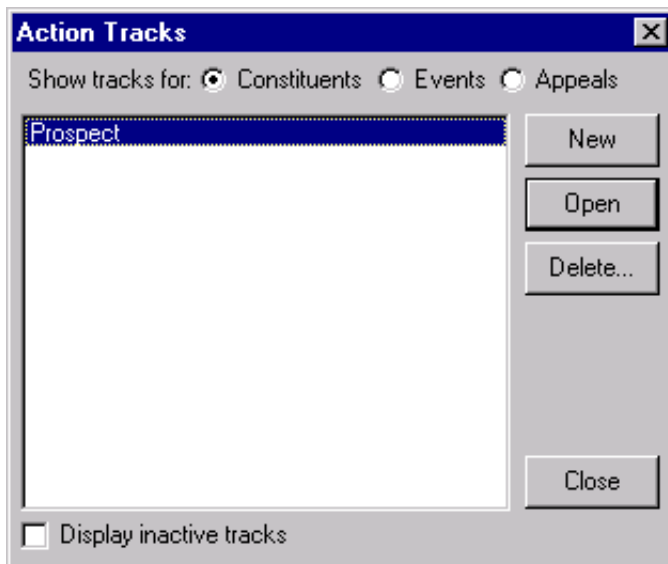 Action Tracks
Show tracks for: Constituents Events Appeals
Prospect
New
Open
Delete...
Close
Display inactive tracks